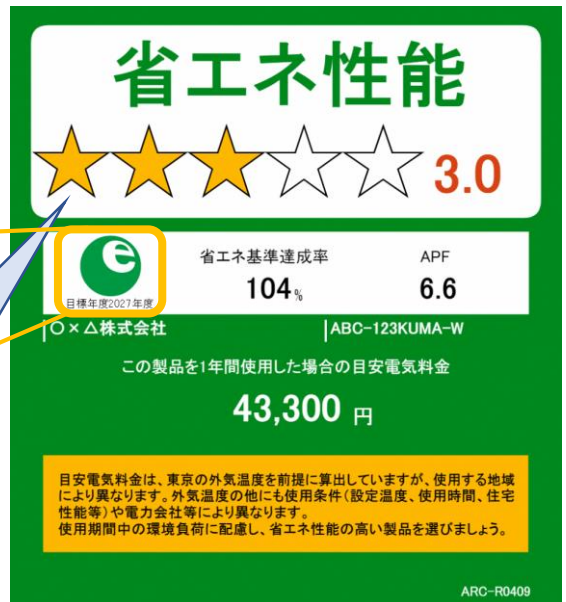 省エネ性能
3.0
e
目標年度2027年度
省エネ基準達成率
104%
APF
6.6
○×△株式会社
ABC-123KUMA-W
この製品を1年間使用した場合の目安電気料金
43,300 円
目安電気料金は、東京の外気温度を前提に算出していますが、使用する地域
により異なります。外気温度の他にも使用条件(設定温度、使用時間、住宅
性能等)や電力会社等により異なります。
使用期間中の環境負荷に配慮し、省エネ性能の高い製品を選びましょう。
ARC-R0409